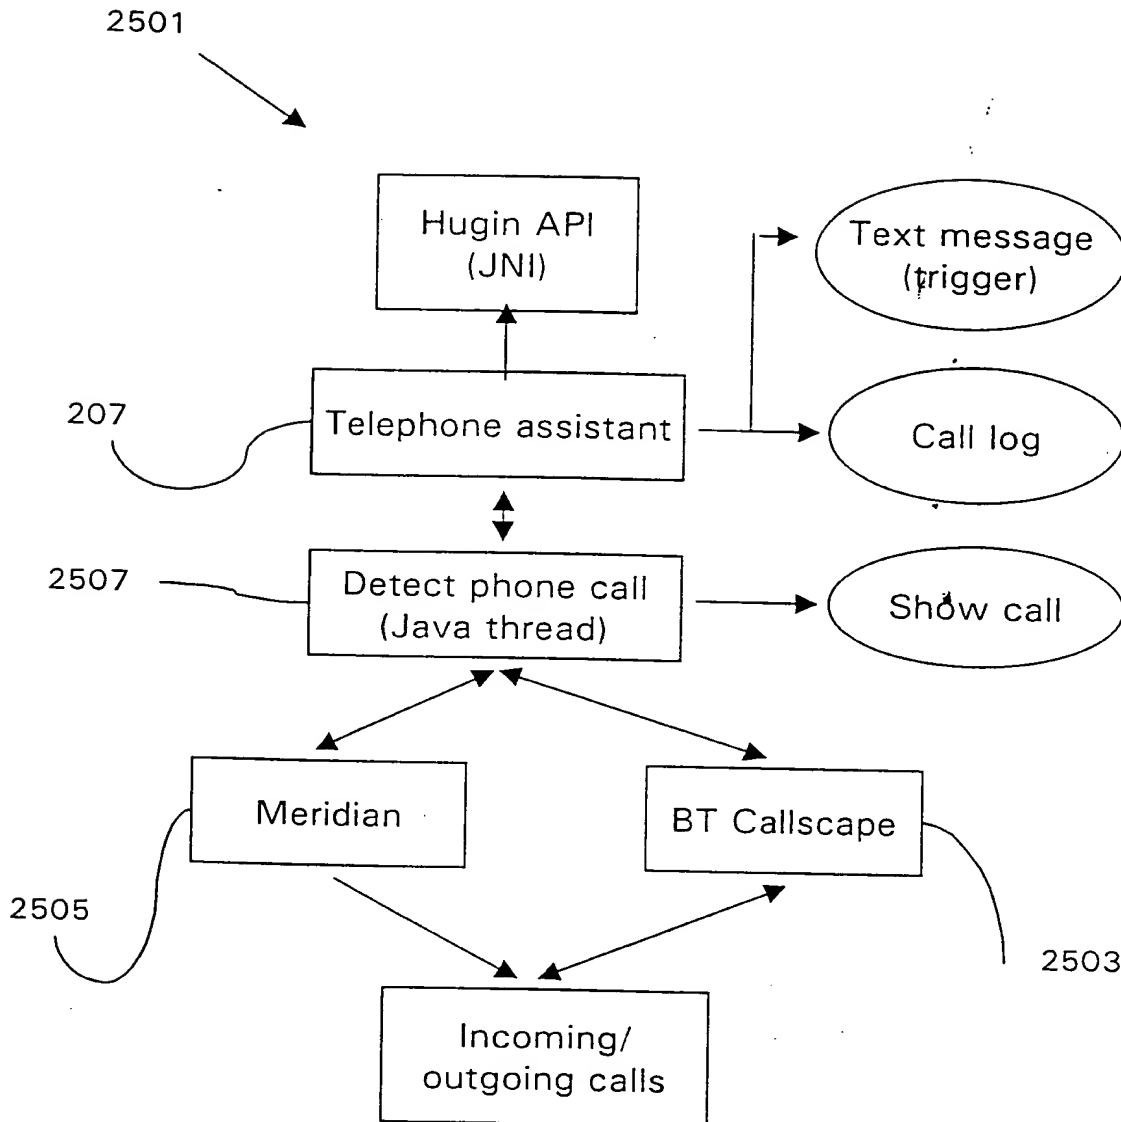 2501
Hugin API
(JNI)
Text message
(trigger)
207
Telephone assistant
Call log
2507
Detect phone call
(Java thread)
Show call
Meridian
BT Callscape
2505
2503
Incoming/
outgoing calls